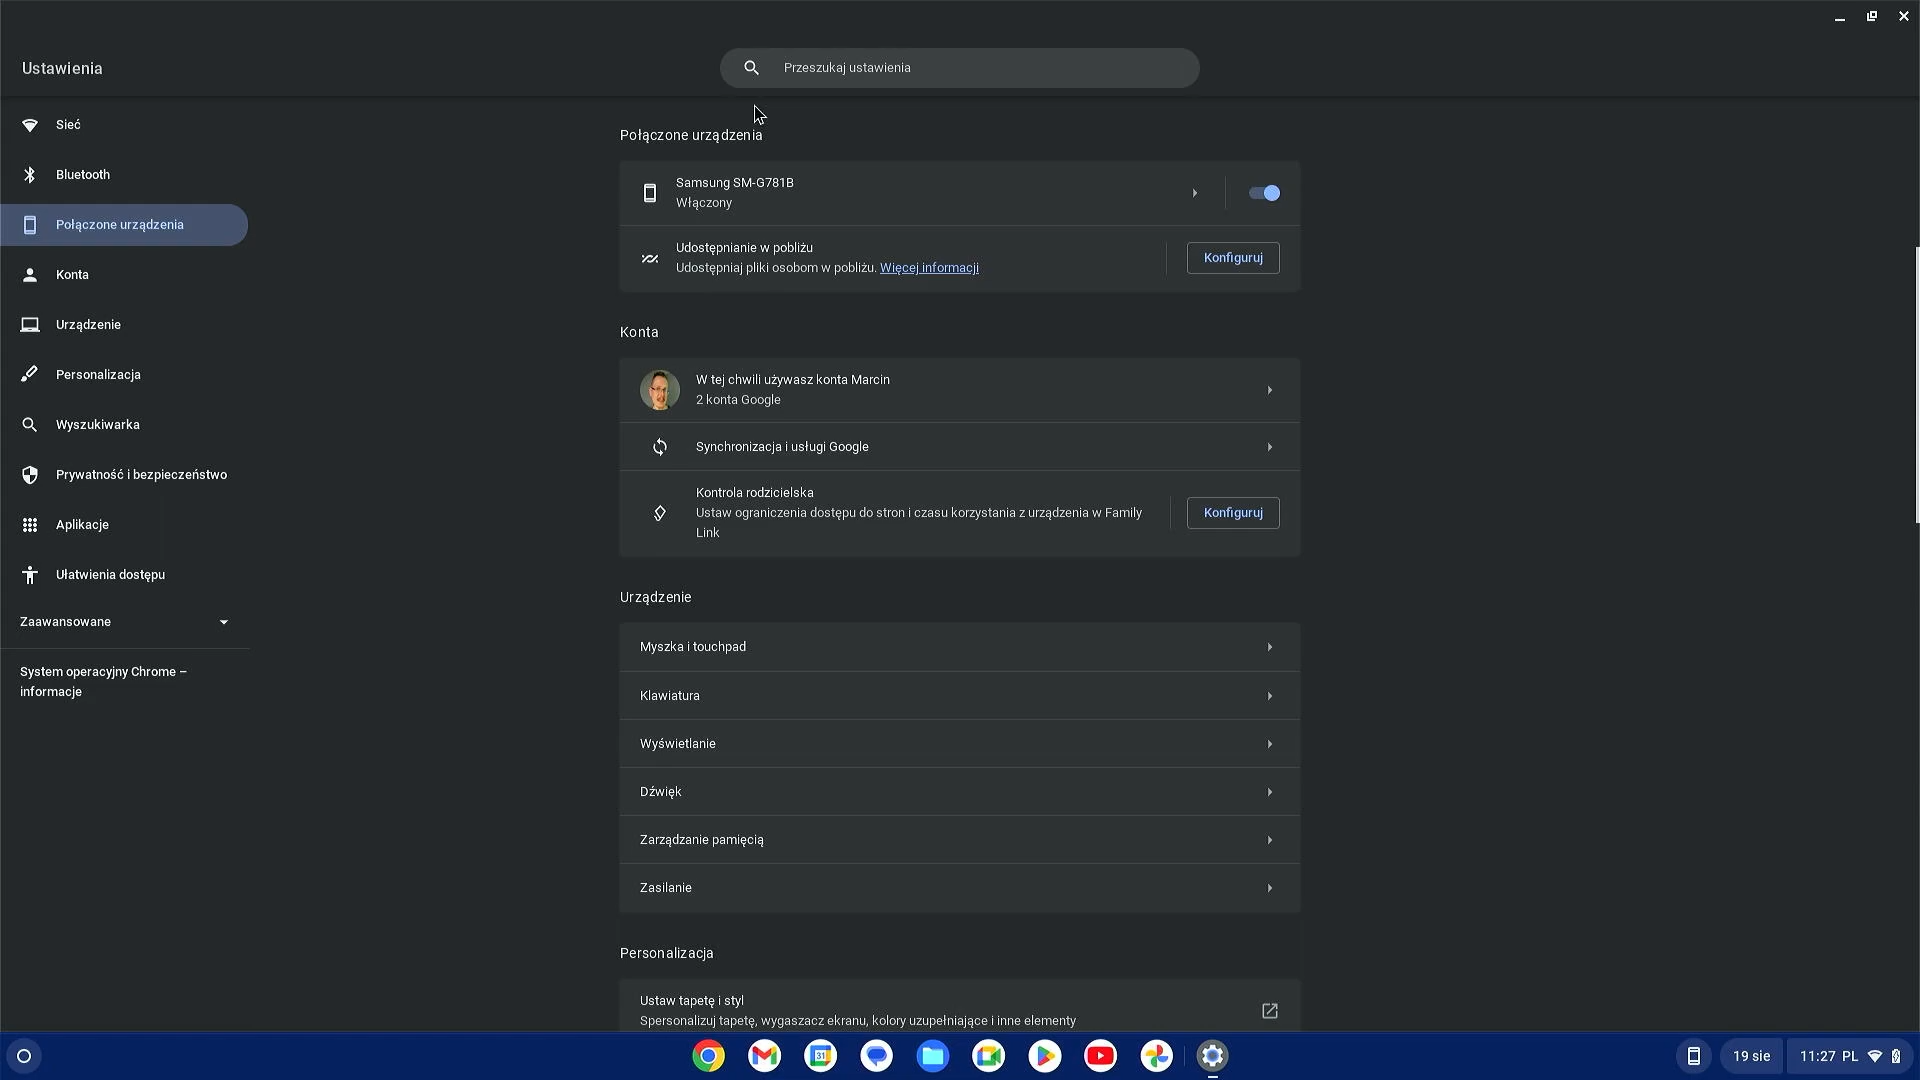 Ustawienia
Przeszukaj ustawienia
Sieć
Bluetooth
Połączone urządzenia
Konta
Urządzenie
Personalizacja
Wyszukiwarka
Prywatność i bezpieczeństwo
Aplikacje
Ułatwienia dostępu
Zaawansowane
System operacyjny Chrome –
informacje
Połączone urządzenia
Samsung SM-G781B
Włączony
Udostępnianie w pobliżu
Udostępniaj pliki osobom w pobliżu. Więcej informacji
Konfiguruj
Konta
W tej chwili używasz konta Marcin
2 konta Google
Synchronizacja i usługi Google
Kontrola rodzicielska
Ustaw ograniczenia dostępu do stron i czasu korzystania z urządzenia w Family
Link
Konfiguruj
Urządzenie
Myszka i touchpad
Klawiatura
Wyświetlanie
Dźwięk
Zarządzanie pamięcią
Zasilanie
Personalizacja
Ustaw tapetę i styl
Spersonalizuj tapetę, wygaszacz ekranu, kolory uzupełniające i inne elementy
31
19 sie
11:27 PL